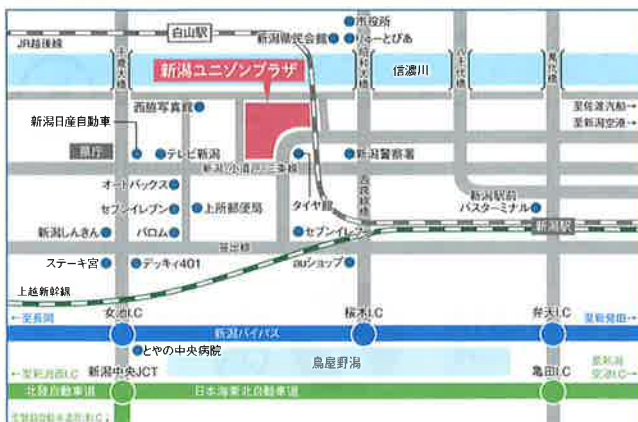 市役所
白山駅
新潟県民会館
りゅーとぴあ
JR越後線
千歳大橋
昭和大橋
八千代橋
萬代橋
信濃川
新潟ユニゾンプラザ
西脇写真館
至佐渡汽船→
至新潟空港→
新潟日産自動車
県庁
テレビ新潟
新潟警察署
新潟小須戸三条線
オートバックス
セブンイレブン
上所郵便局
タイヤ館
新潟駅前
バスターミナル
新潟駅
新潟しんきん
パロム
笹出線
セブンイレブン
ステーキ宮
デッキィ401
auショップ
上越新幹線
女池I.C
桜木I.C
弁天I.C
←至長岡
新潟バイパス
至新発田→
とやの中央病院
鳥屋野潟
←至新潟西I.C
新潟中央JCT
亀田I.C
至新潟
空港I.C→
北陸自動車道
日本海東北自動車道